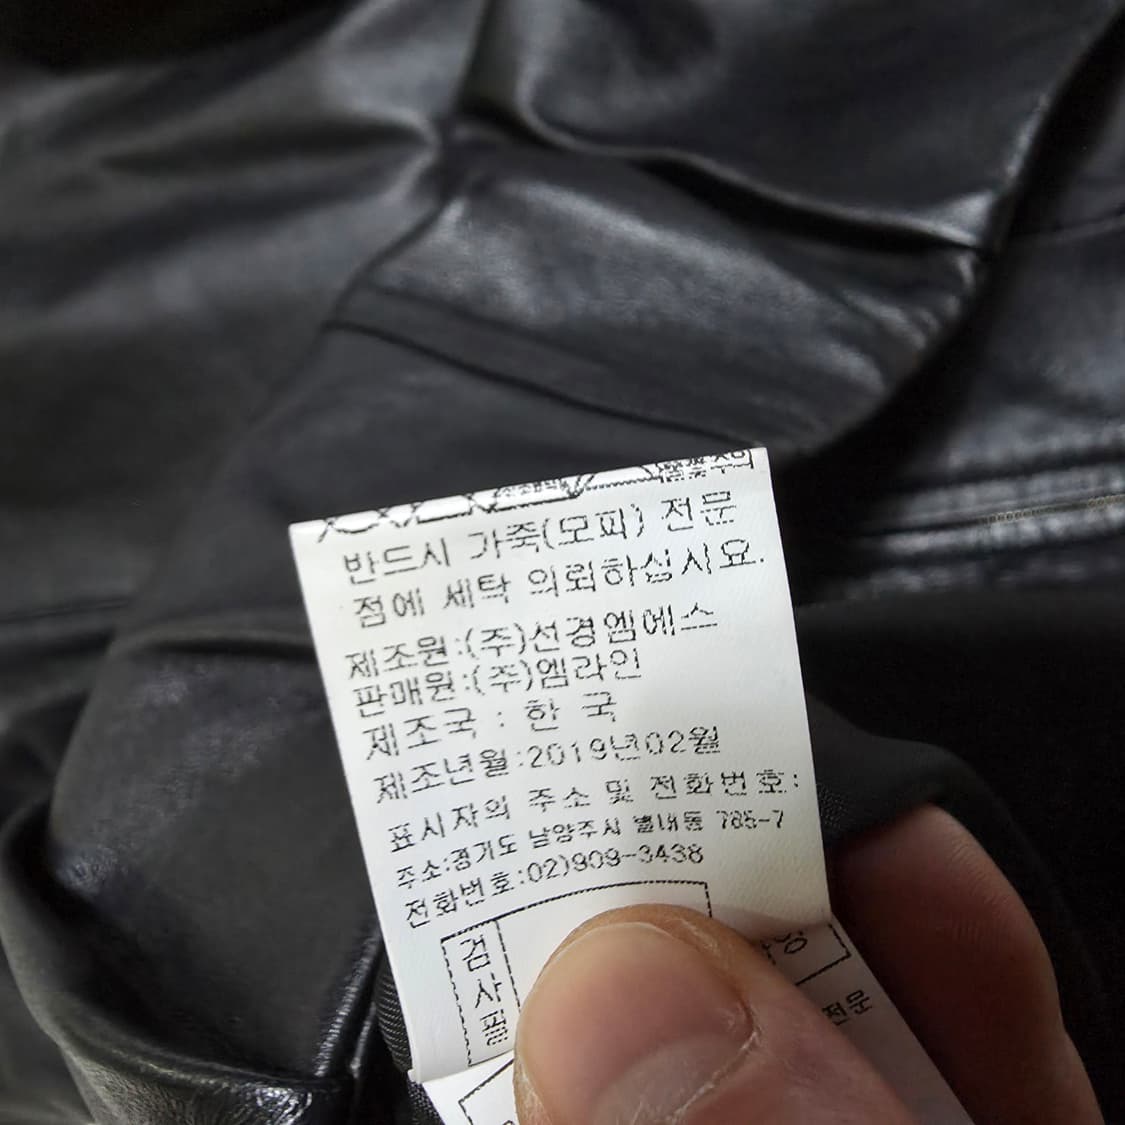 반드시 가죽(모피) 전문
점에 세탁 의뢰하십시요.
제조원:(주)선경엠에스
판매원:(주)엠라인
제조국 : 한 국
제조년월:2019년02월
표시자의 주소 및 전화번호:
주소:경기도 남양주시 별내동 785-7
전화번호:02)909-3438
검
사
필
전문